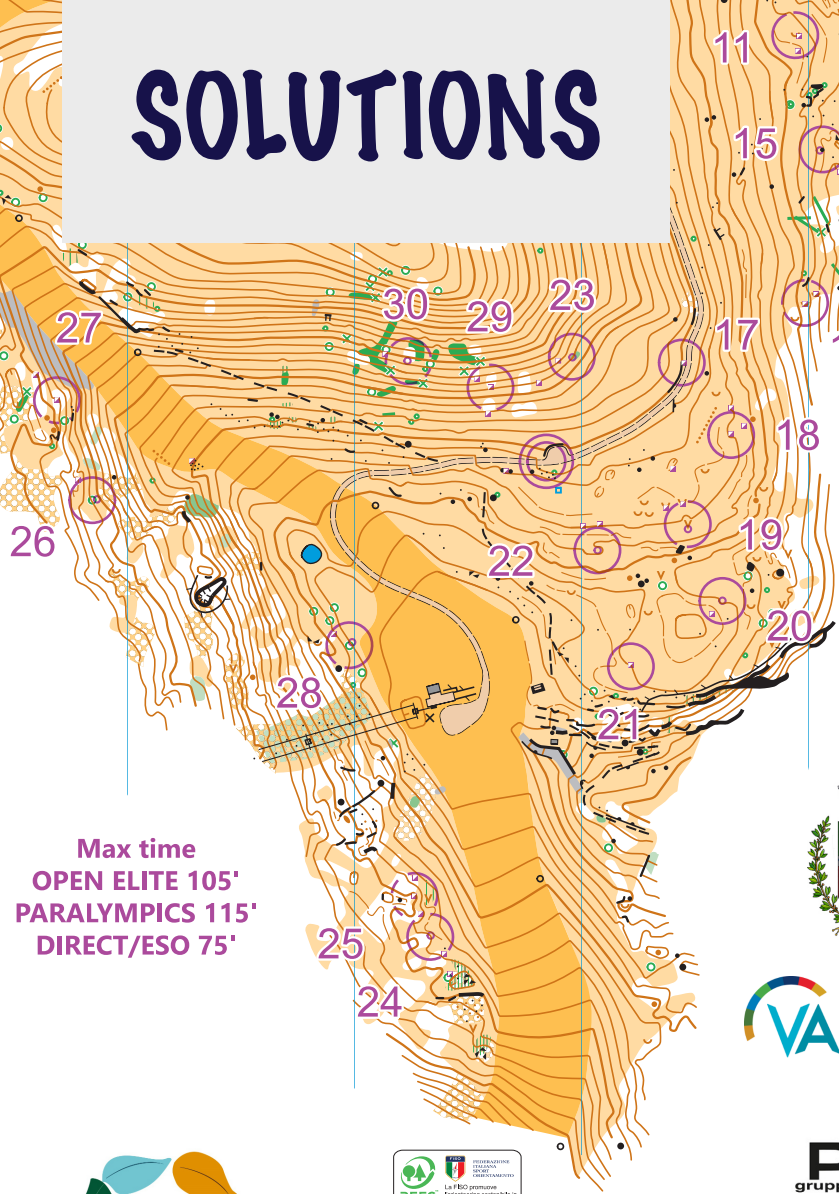 SOLUTIONS
11
15
30
29
23
27
17
18
26
22
19
20
28
21
Max time
OPEN ELITE 105'
PARALYMPICS 115'
DIRECT/ESO 75'
25
24
VA
FISO
FEDERAZIONE
ITALIANA
SPORT
ORIENTAMENTO
La FISO promuove
grupp